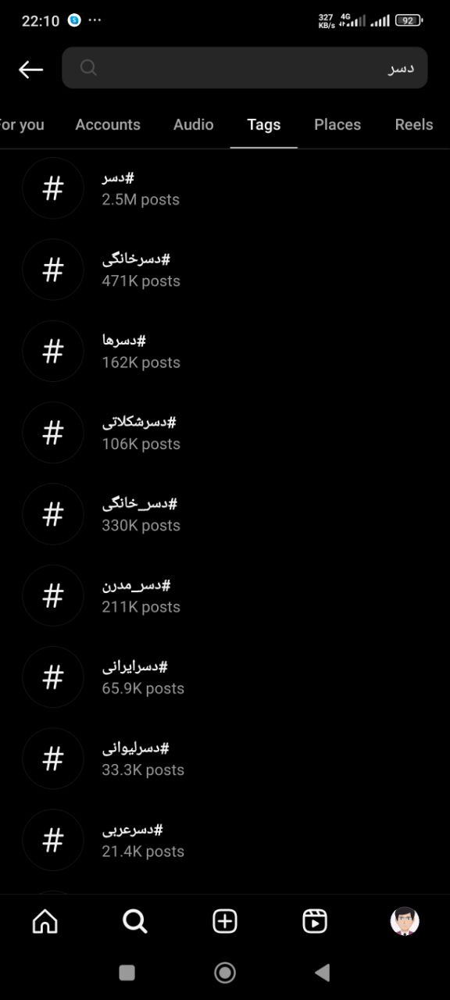 22:10
327 KB/s
4G
92
دسر
For you Accounts Audio Tags Places Reels
#دسر
2.5M posts
#دسرخانگی
471K posts
#دسرها
162K posts
#دسرشکلاتی
106K posts
#دسر_خانگی
330K posts
#دسر_مدرن
211K posts
#دسرایرانی
65.9K posts
#دسرلیوانی
33.3K posts
#دسرعربی
21.4K posts